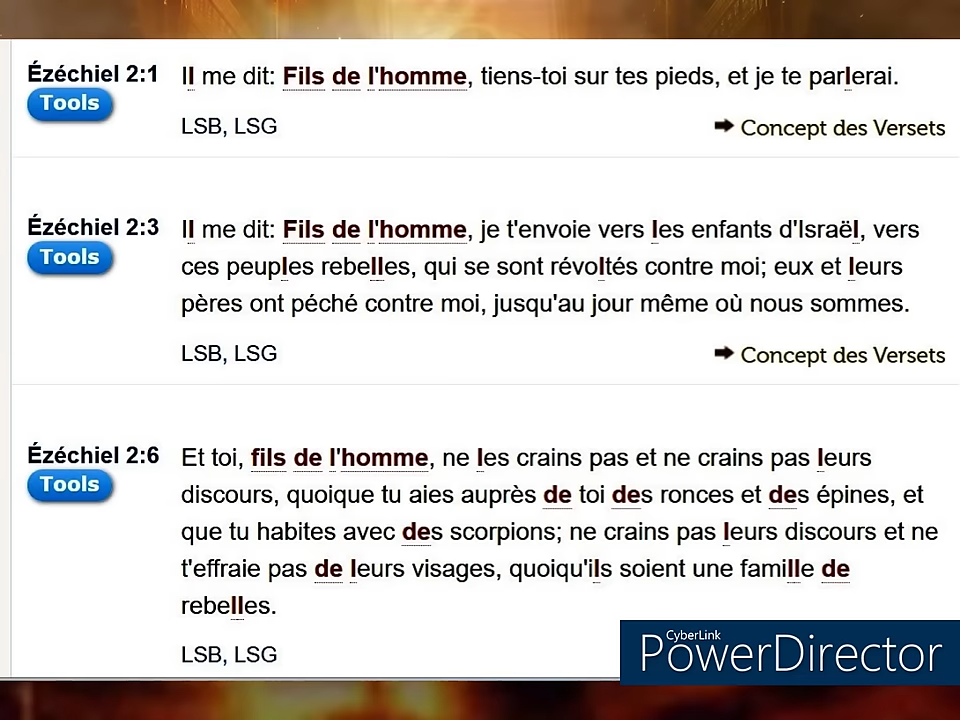 Ézéchiel 2:1
Tools
Il me dit: Fils de l'homme, tiens-toi sur tes pieds, et je te parlerai.
LSB, LSG
Concept des Versets
Ézéchiel 2:3
Tools
Il me dit: Fils de l'homme, je t'envoie vers les enfants d'Israël, vers
ces peuples rebelles, qui se sont révoltés contre moi; eux et leurs
pères ont péché contre moi, jusqu'au jour même où nous sommes.
LSB, LSG
Concept des Versets
Ézéchiel 2:6
Tools
Et toi, fils de l'homme, ne les crains pas et ne crains pas leurs
discours, quoique tu aies auprès de toi des ronces et des épines, et
que tu habites avec des scorpions; ne crains pas leurs discours et ne
t'effraie pas de leurs visages, quoiqu'ils soient une famille de
rebelles.
LSB, LSG
CyberLink
PowerDirector